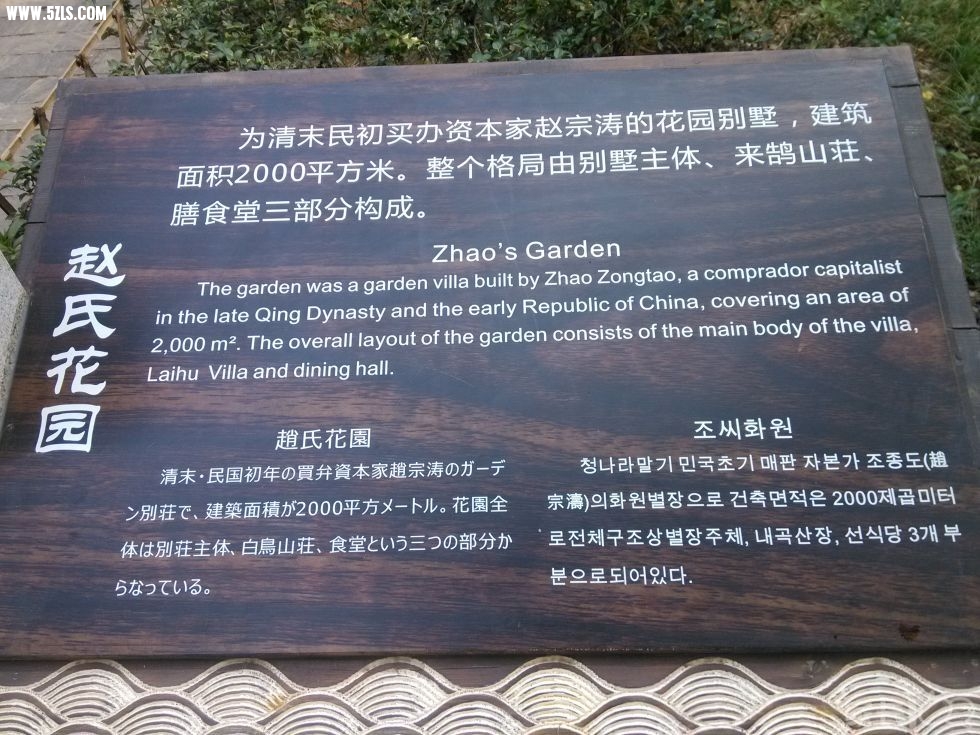 WWW.5ZLS.COM
为清末民初买办资本家赵宗涛的花园别墅，建筑
面积2000平方米。整个格局由别墅主体、来鹄山莊、
膳食堂三部分构成。
赵氏花园
Zhao's Garden
The garden was a garden villa built by Zhao Zongtao, a comprador capitalist
in the late Qing Dynasty and the early Republic of China, covering an area of
2,000 m². The overall layout of the garden consists of the main body of the villa,
Laihu Villa and dining hall.
趙氏花園
清末・民国初年の買弁資本家趙宗涛のガーデ
ン別荘で、建築面積が2000平方メートル。花園全
体は別荘主体、白鳥山荘、食堂という三つの部分か
らなっている。
조씨화원
청나라말기 민국초기 매판 자본가 조종도(趙
宗濤)의화원별장으로 건축면적은 2000제곱미터
로전체구조상별장주체, 내곡산장, 선식당 3개 부
분으로되어있다.